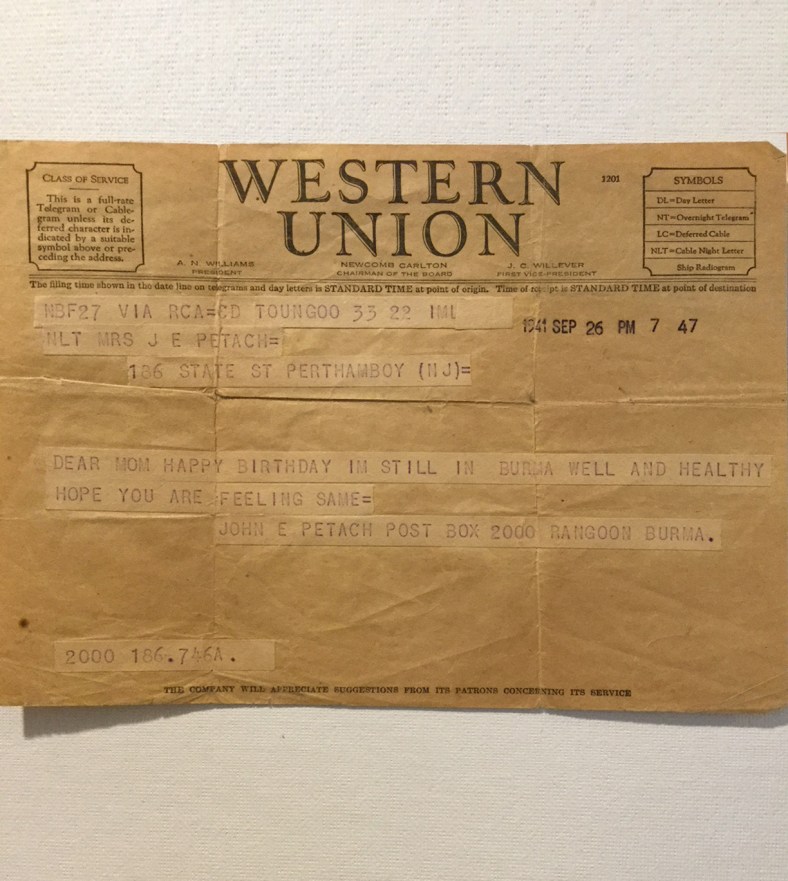 CLASS OF SERVICE
This is a full-rate
Telegram or Cable-
gram unless its de-
ferred character is in-
dicated by a suitable
symbol above or pre-
ceding the address.
WESTERN
UNION
1201
A. N. WILLIAMS
PRESIDENT
NEWCOMB CARLTON
CHAIRMAN OF THE BOARD
J. C. WILLEVER
FIRST VICE-PRESIDENT
SYMBOLS
DL=Day Letter
NT=Overnight Telegram
LC=Deferred Cable
NLT=Cable Night Letter
Ship Radiogram
The filing time shown in the date line on telegrams and day letters is STANDARD TIME at point of origin. Time of receipt is STANDARD TIME at point of destination
VIA RCA=CD TOUNGOO 33 22
1941 SEP 26 PM 7 47
NLT MRS J E PETACH=
186 STATE ST PERTHAMBOY (NJ)=
DEAR MOM HAPPY BIRTHDAY IM STILL IN BURMA WELL AND HEALTHY
HOPE YOU ARE FEELING SAME=
JOHN E PETACH POST BOX 2000 RANGOON BURMA.
2000 186.746A.
THE COMPANY WILL APPRECIATE SUGGESTIONS FROM ITS PATRONS CONCERNING ITS SERVICE